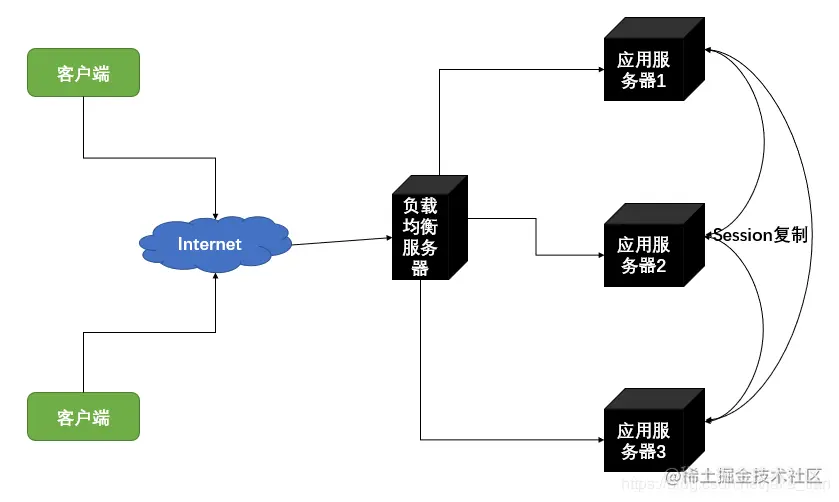 客户端
应用服
务器1
负载
均衡
服务
器
Internet
应用服
务器2
Session复制
客户端
应用服
务器3
@稀土掘金技术社区